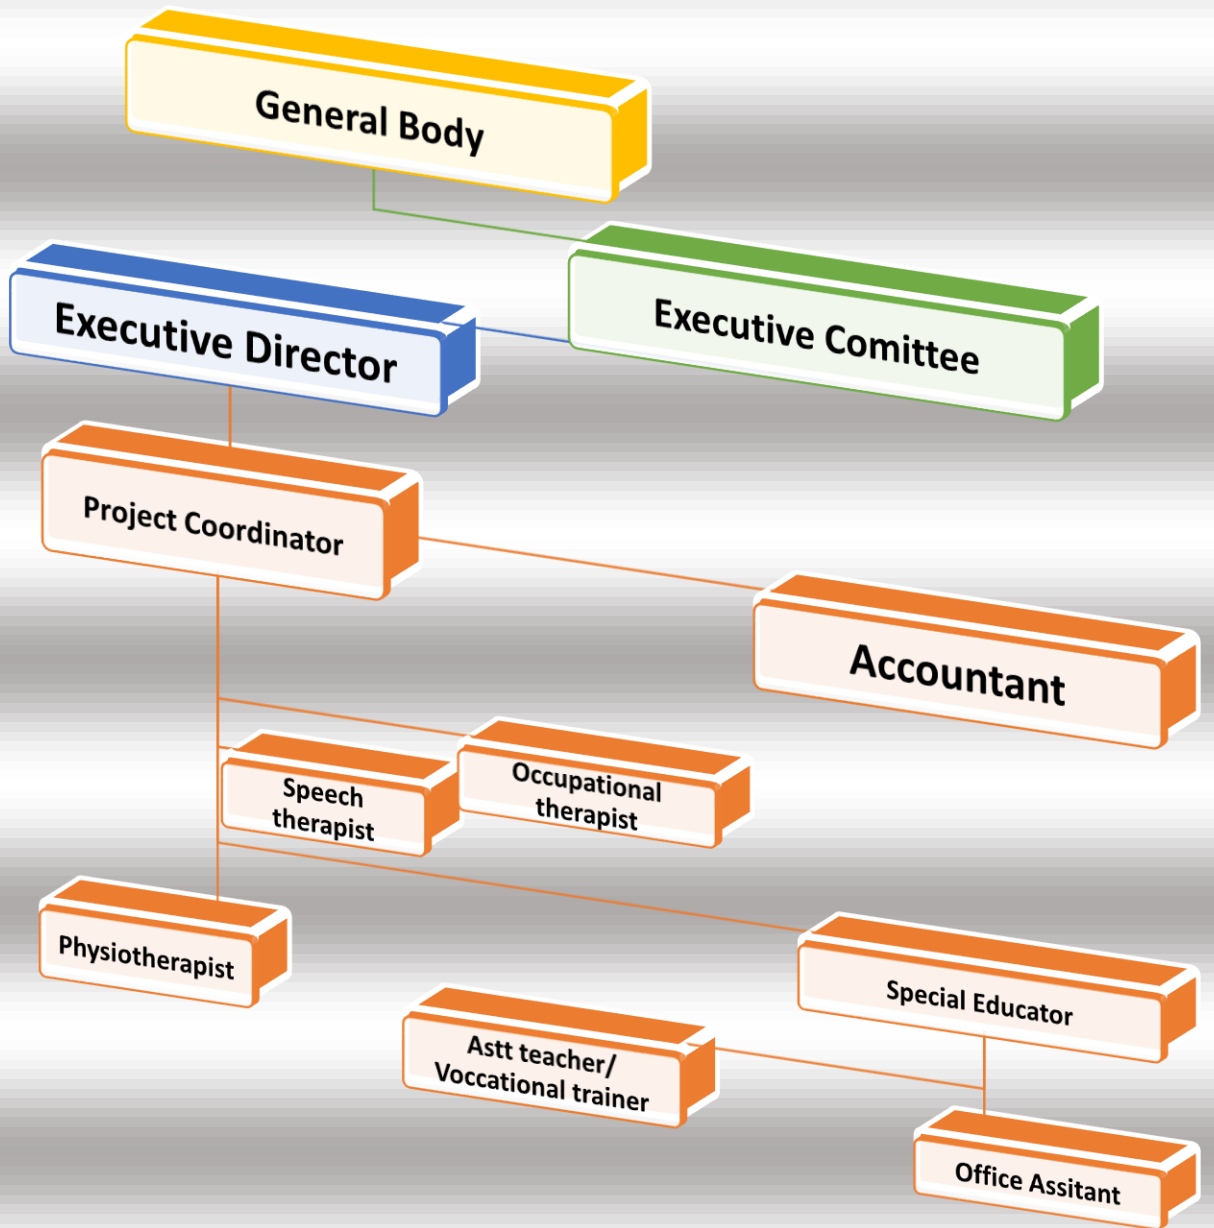 General Body
Executive Director
Executive Comittee
Project Coordinator
Accountant
Speech
therapist
Occupational
therapist
Physiotherapist
Special Educator
Astt teacher/
Voccational trainer
Office Assitant